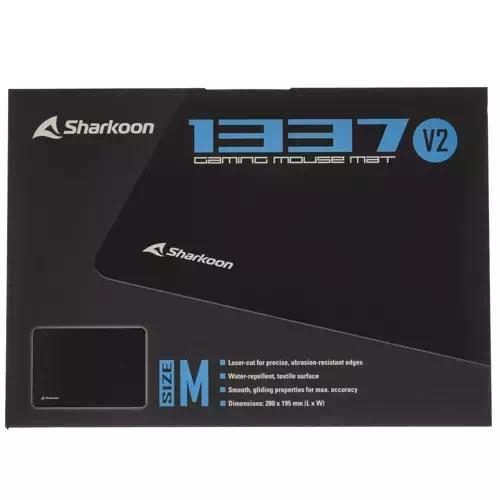 Sharkoon
1337 V2
GAMING MOUSE MAT
Sharkoon
Sharkoon
SIZE M
Laser-cut for precise, abrasion-resistant edges
Water-repellent, textile surface
Smooth, gliding properties for max. accuracy
Dimensions: 280 x 195 mm (L x W)